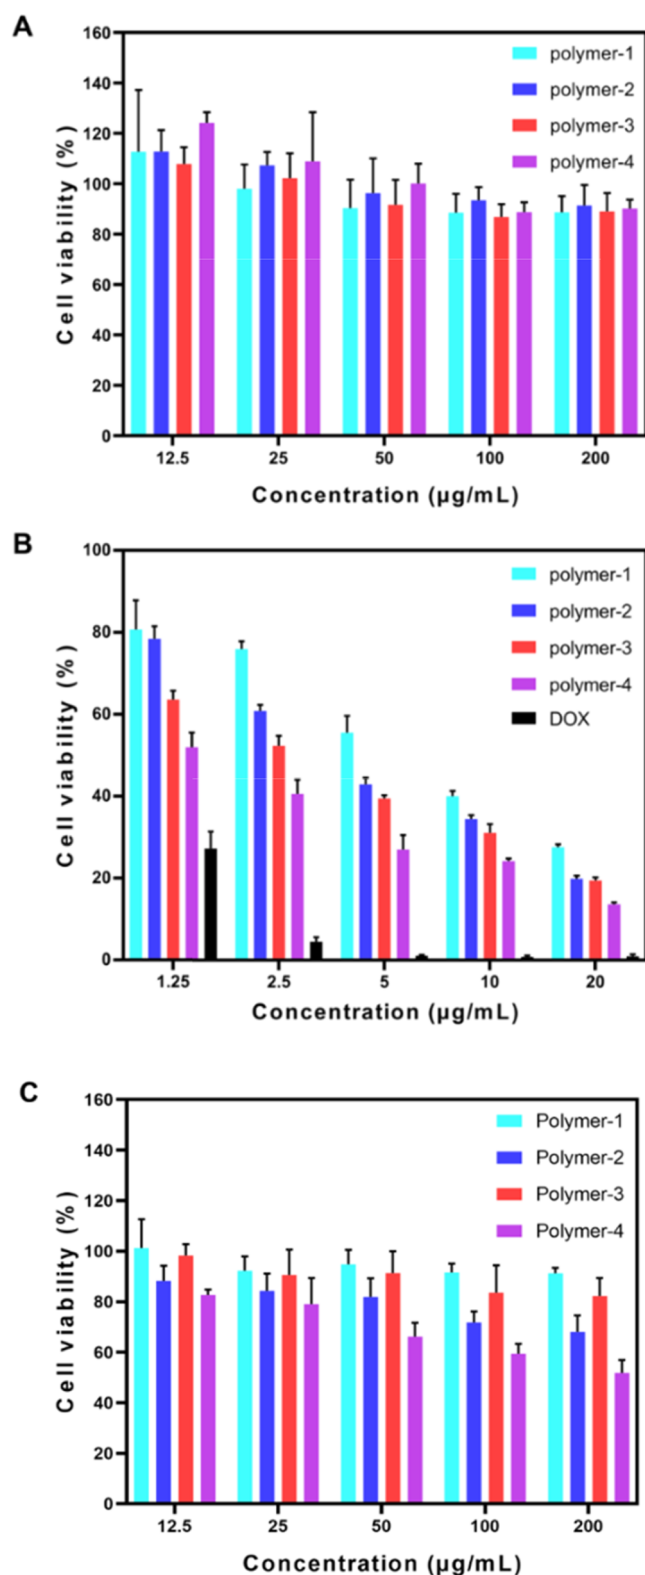 A
Cell viability (%)
160
140
120
100
80
60
40
20
0
polymer-1
polymer-2
polymer-3
polymer-4
12.5 25 50 100 200
Concentration (µg/mL)
B
Cell viability (%)
100
80
60
40
20
0
polymer-1
polymer-2
polymer-3
polymer-4
DOX
1.25 2.5 5 10 20
Concentration (µg/mL)
C
Cell viability (%)
160
140
120
100
80
60
40
20
0
Polymer-1
Polymer-2
Polymer-3
Polymer-4
12.5 25 50 100 200
Concentration (µg/mL)